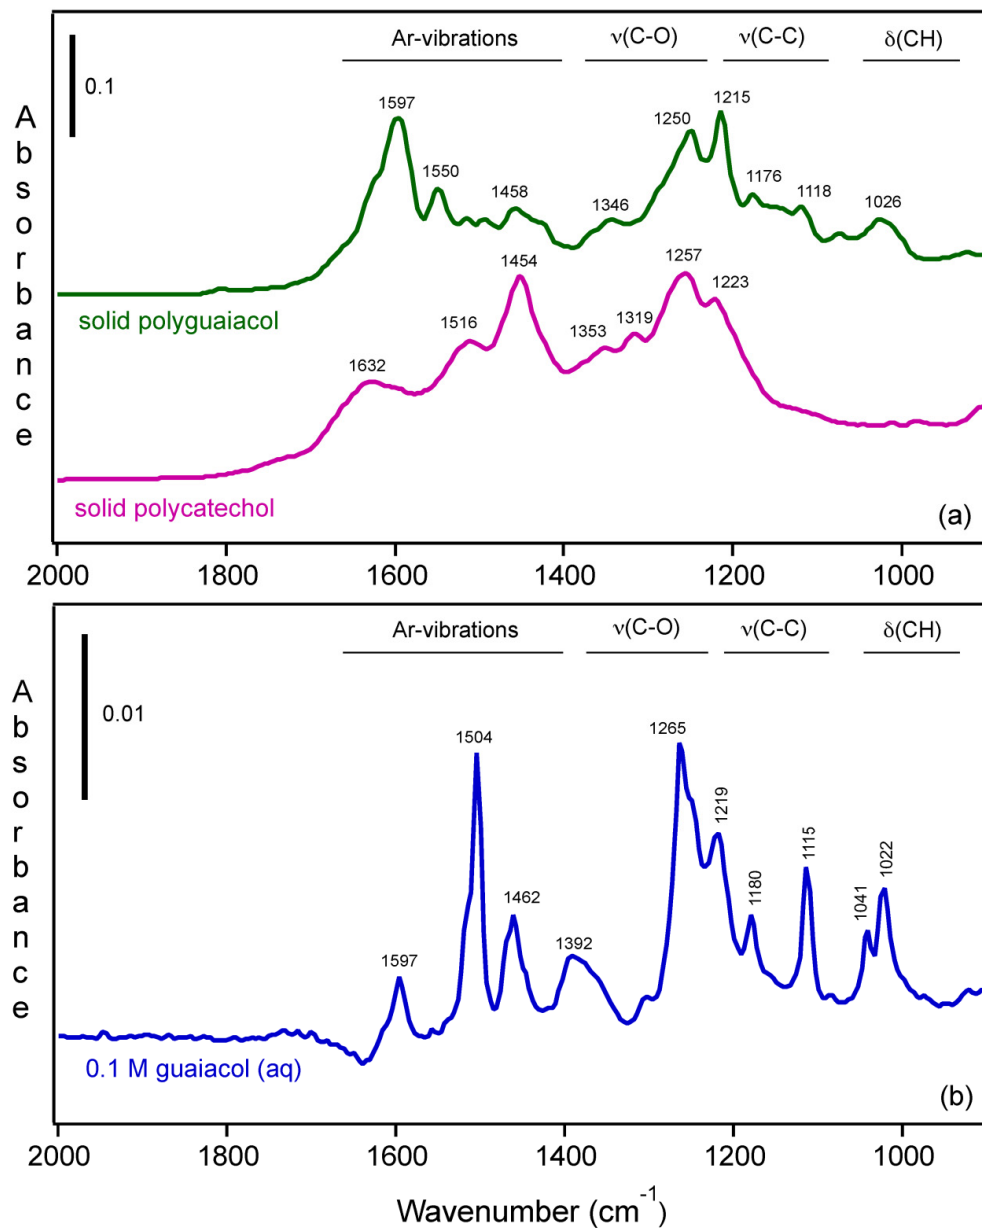 Ar-vibrations ν(C-O) ν(C-C) δ(CH)
0.1
Absorbance
1597
1550
1458
1346
1250
1215
1176
1118
1026
solid polyguaiacol
1632
1516
1454
1353
1319
1257
1223
solid polycatechol
(a)
2000 1800 1600 1400 1200 1000
Ar-vibrations ν(C-O) ν(C-C) δ(CH)
0.01
Absorbance
1597
1504
1462
1392
1265
1219
1180
1115
1041
1022
0.1 M guaiacol (aq)
(b)
2000 1800 1600 1400 1200 1000
Wavenumber (cm⁻¹)